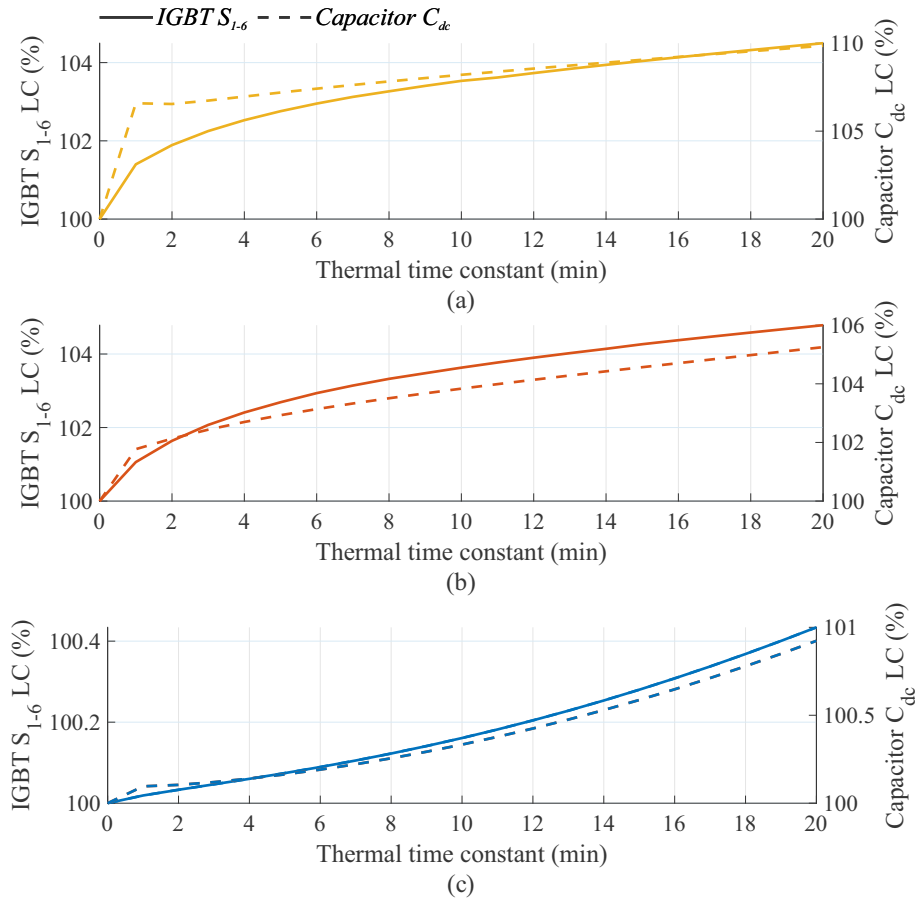 IGBT S1-6 Capacitor Cdc
IGBT S1-6 LC (%)
104
102
100
110
105
100
Capacitor Cdc LC (%)
0 2 4 6 8 10 12 14 16 18 20
Thermal time constant (min)
(a)
IGBT S1-6 LC (%)
104
102
100
106
104
102
100
Capacitor Cdc LC (%)
0 2 4 6 8 10 12 14 16 18 20
Thermal time constant (min)
(b)
IGBT S1-6 LC (%)
100.4
100.2
100
101
100.5
100
Capacitor Cdc LC (%)
0 2 4 6 8 10 12 14 16 18 20
Thermal time constant (min)
(c)